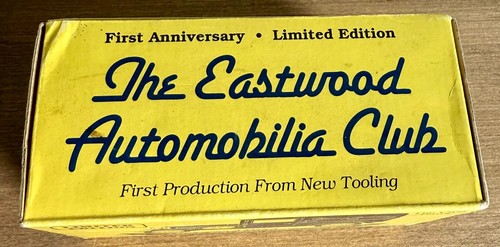 First Anniversary • Limited Edition
The Eastwood
Automobilia Club
First Production From New Tooling